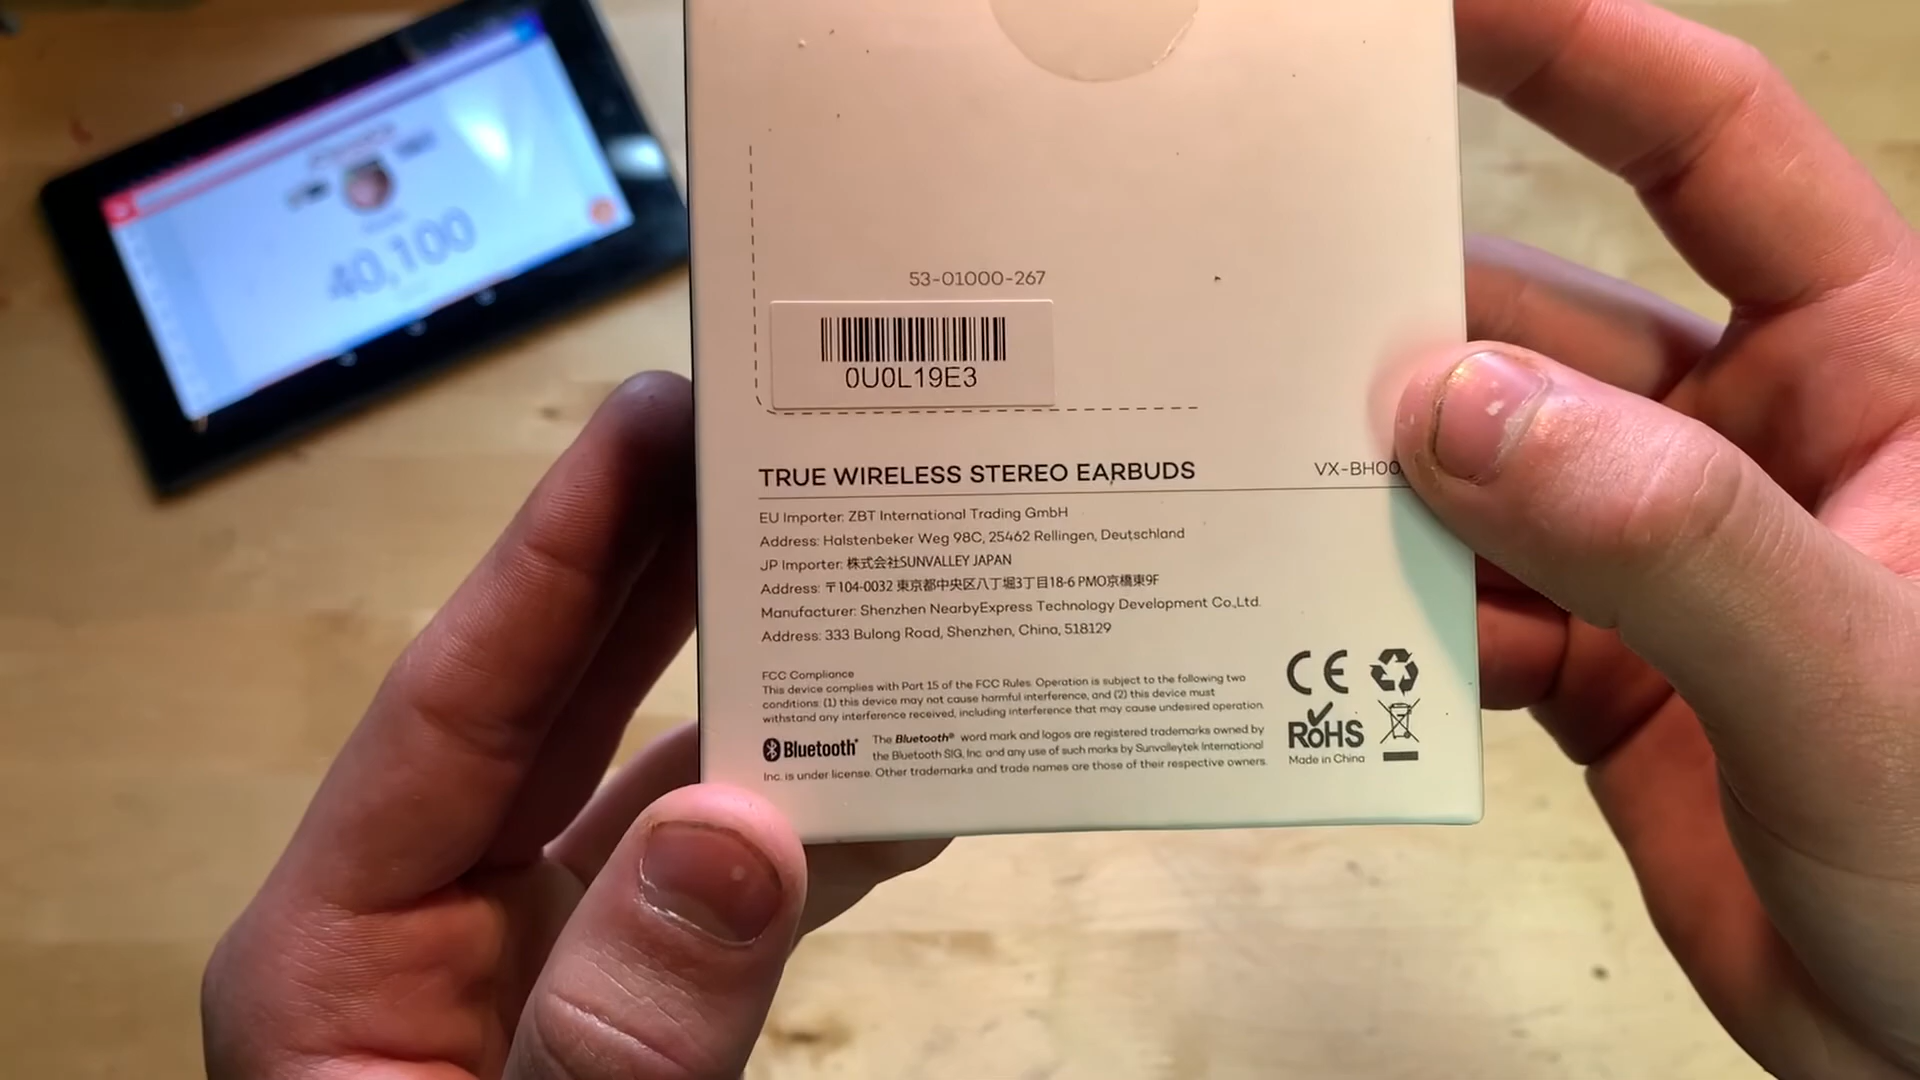 40,100
53-01000-267
0U0L19E3
TRUE WIRELESS STEREO EARBUDS
VX-BH00
EU Importer: ZBT International Trading GmbH
Address: Halstenbeker Weg 98C, 25462 Rellingen, Deutschland
JP Importer: 株式会社SUNVALLEY JAPAN
Address: 〒104-0032 東京都中央区八丁堀3丁目18-6 PMO京橋東9F
Manufacturer: Shenzhen NearbyExpress Technology Development Co.,Ltd.
Address: 333 Bulong Road, Shenzhen, China, 518129
FCC Compliance
This device complies with Part 15 of the FCC Rules. Operation is subject to the following two
conditions: (1) this device may not cause harmful interference, and (2) this device must
withstand any interference received, including interference that may cause undesired operation.
Bluetooth®
The Bluetooth® word mark and logos are registered trademarks owned by
the Bluetooth SIG, Inc. and any use of such marks by Sunvalleytek International
Inc. is under license. Other trademarks and trade names are those of their respective owners.
CE
RoHS
Made in China